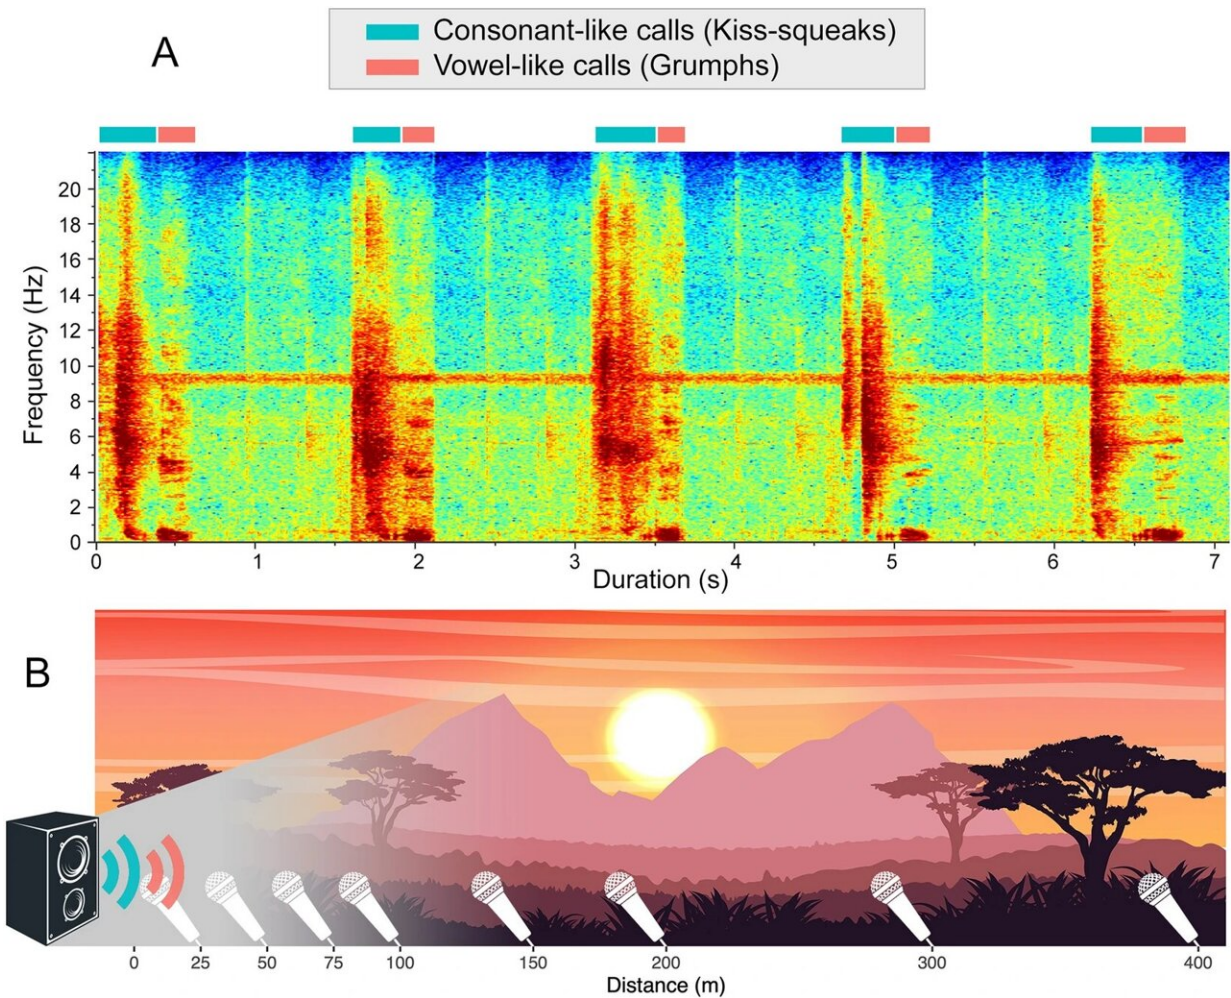 A
Consonant-like calls (Kiss-squeaks)
Vowel-like calls (Grumphs)
Frequency (Hz)
20
18
16
14
12
10
8
6
4
2
0
0 1 2 3 4 5 6 7
Duration (s)
B
0 25 50 75 100 150 200 300 400
Distance (m)